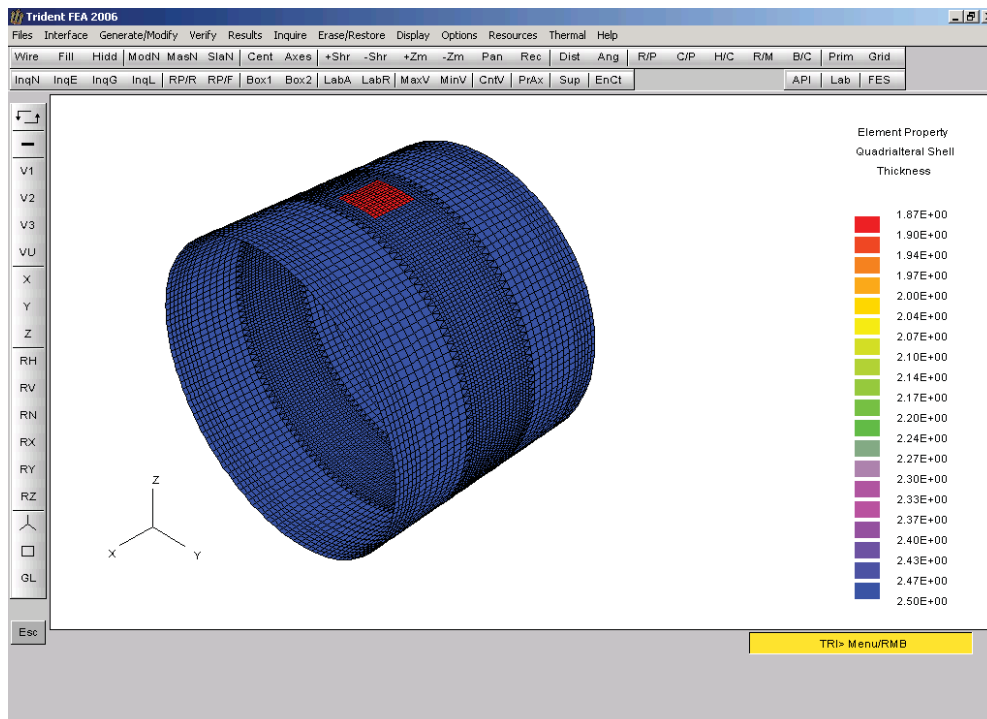 Trident FEA 2006
Files Interface Generate/Modify Verify Results Inquire Erase/Restore Display Options Resources Thermal Help
Wire Fill Hidd ModN MasN SlaN Cent Axes +Shr -Shr +Zm -Zm Pan Rec Dist Ang R/P C/P H/C R/M B/C Prim Grid
InqN InqE InqG InqL RP/R RP/F Box1 Box2 LabA LabR MaxV MinV CntV PrAx Sup EnCt API Lab FES
V1
V2
V3
VU
X
Y
Z
RH
RV
RN
RX
RY
RZ
GL
Esc
Z
X
Y
Element Property
Quadrialteral Shell
Thickness
1.87E+00
1.90E+00
1.94E+00
1.97E+00
2.00E+00
2.04E+00
2.07E+00
2.10E+00
2.14E+00
2.17E+00
2.20E+00
2.24E+00
2.27E+00
2.30E+00
2.33E+00
2.37E+00
2.40E+00
2.43E+00
2.47E+00
2.50E+00
TRI> Menu/RMB